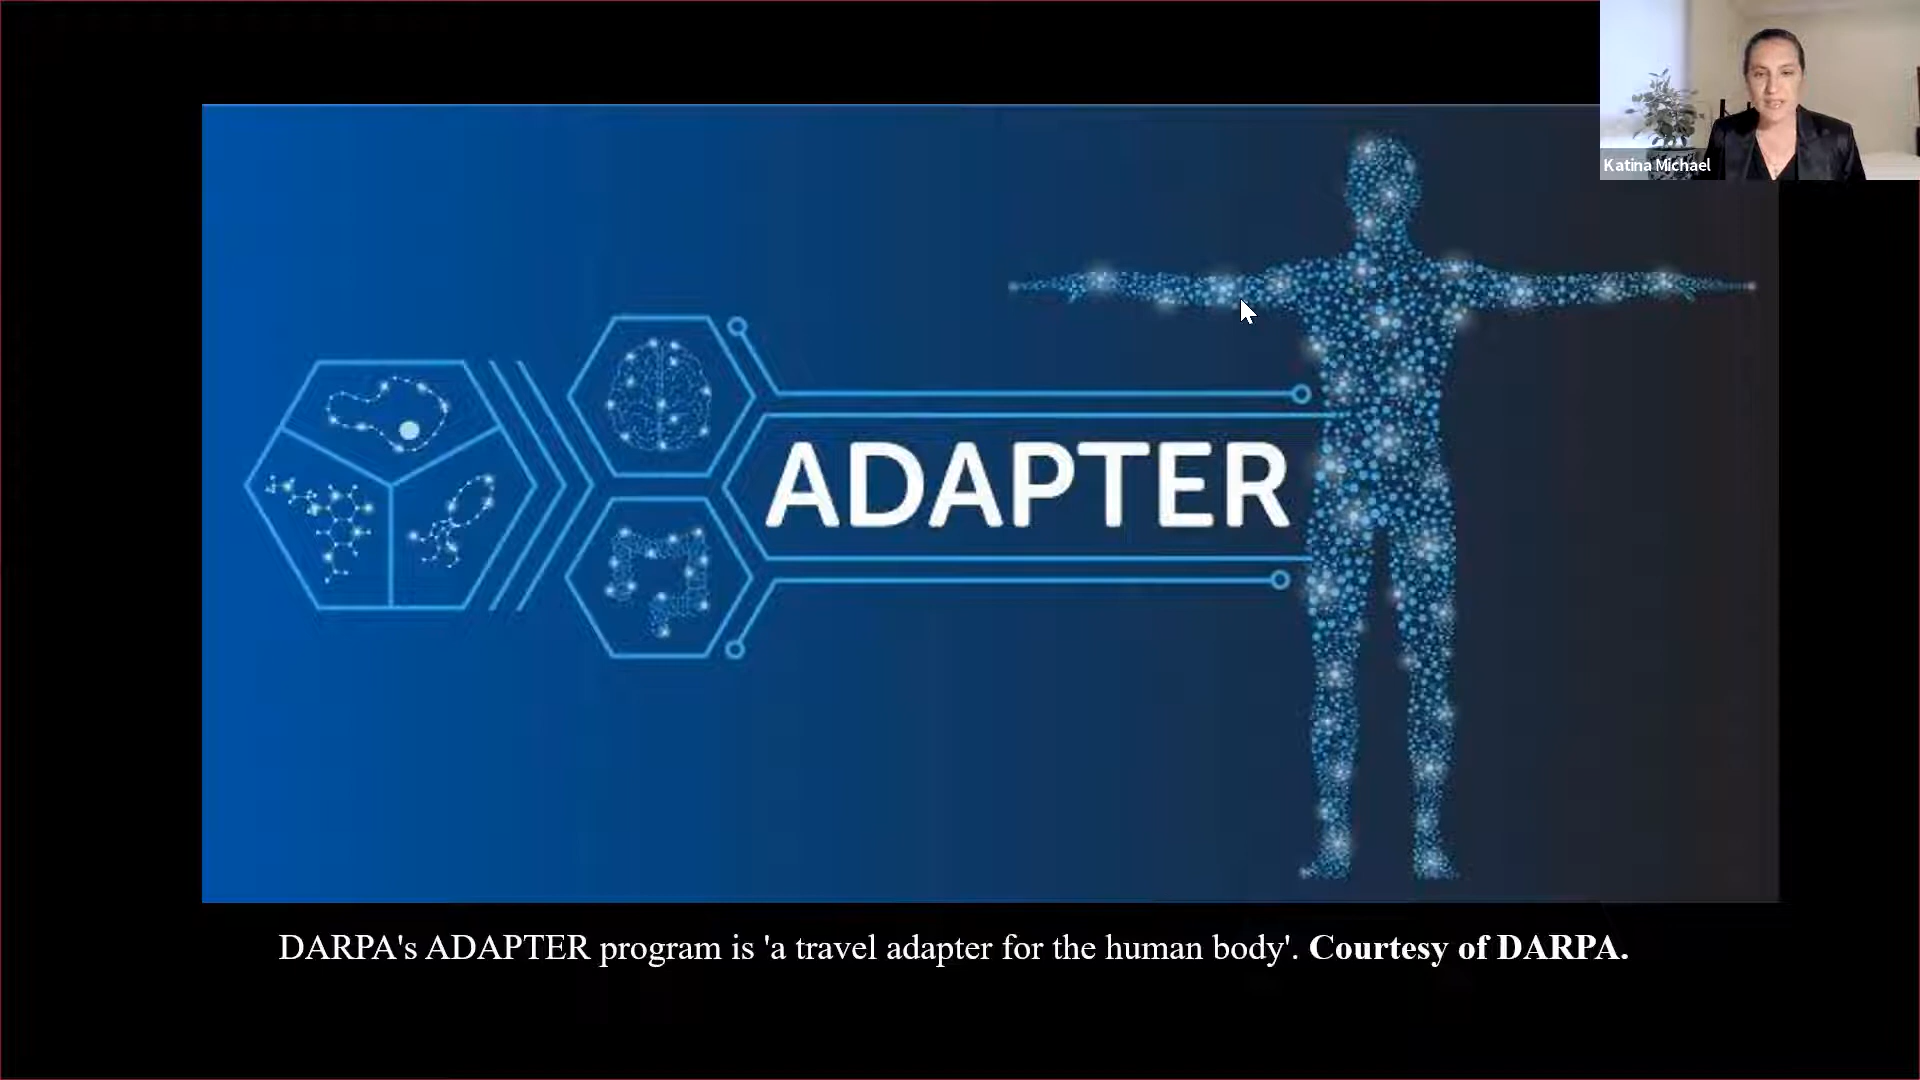 Katina Michael
ADAPTER
DARPA's ADAPTER program is 'a travel adapter for the human body'. Courtesy of DARPA.